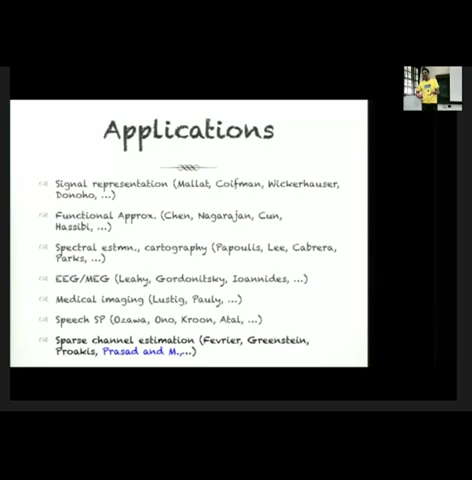 Applications
Signal representation (Mallat, Coifman, Wickerhauser,
Donoho, ...)
Functional Approx. (Chen, Nagarajan, Cun,
Hassibi, ...)
Spectral estmn., cartography (Papoulis, Lee, Cabrera,
Parks, ...)
EEG/MEG (Leahy, Gordonitsky, Ioannides, ...)
Medical imaging (Lustig, Pauly, ...)
Speech SP (Ozawa, Ono, Kroon, Atal, ...)
Sparse channel estimation (Fevrier, Greenstein,
Proakis, Prasad and M.,...)